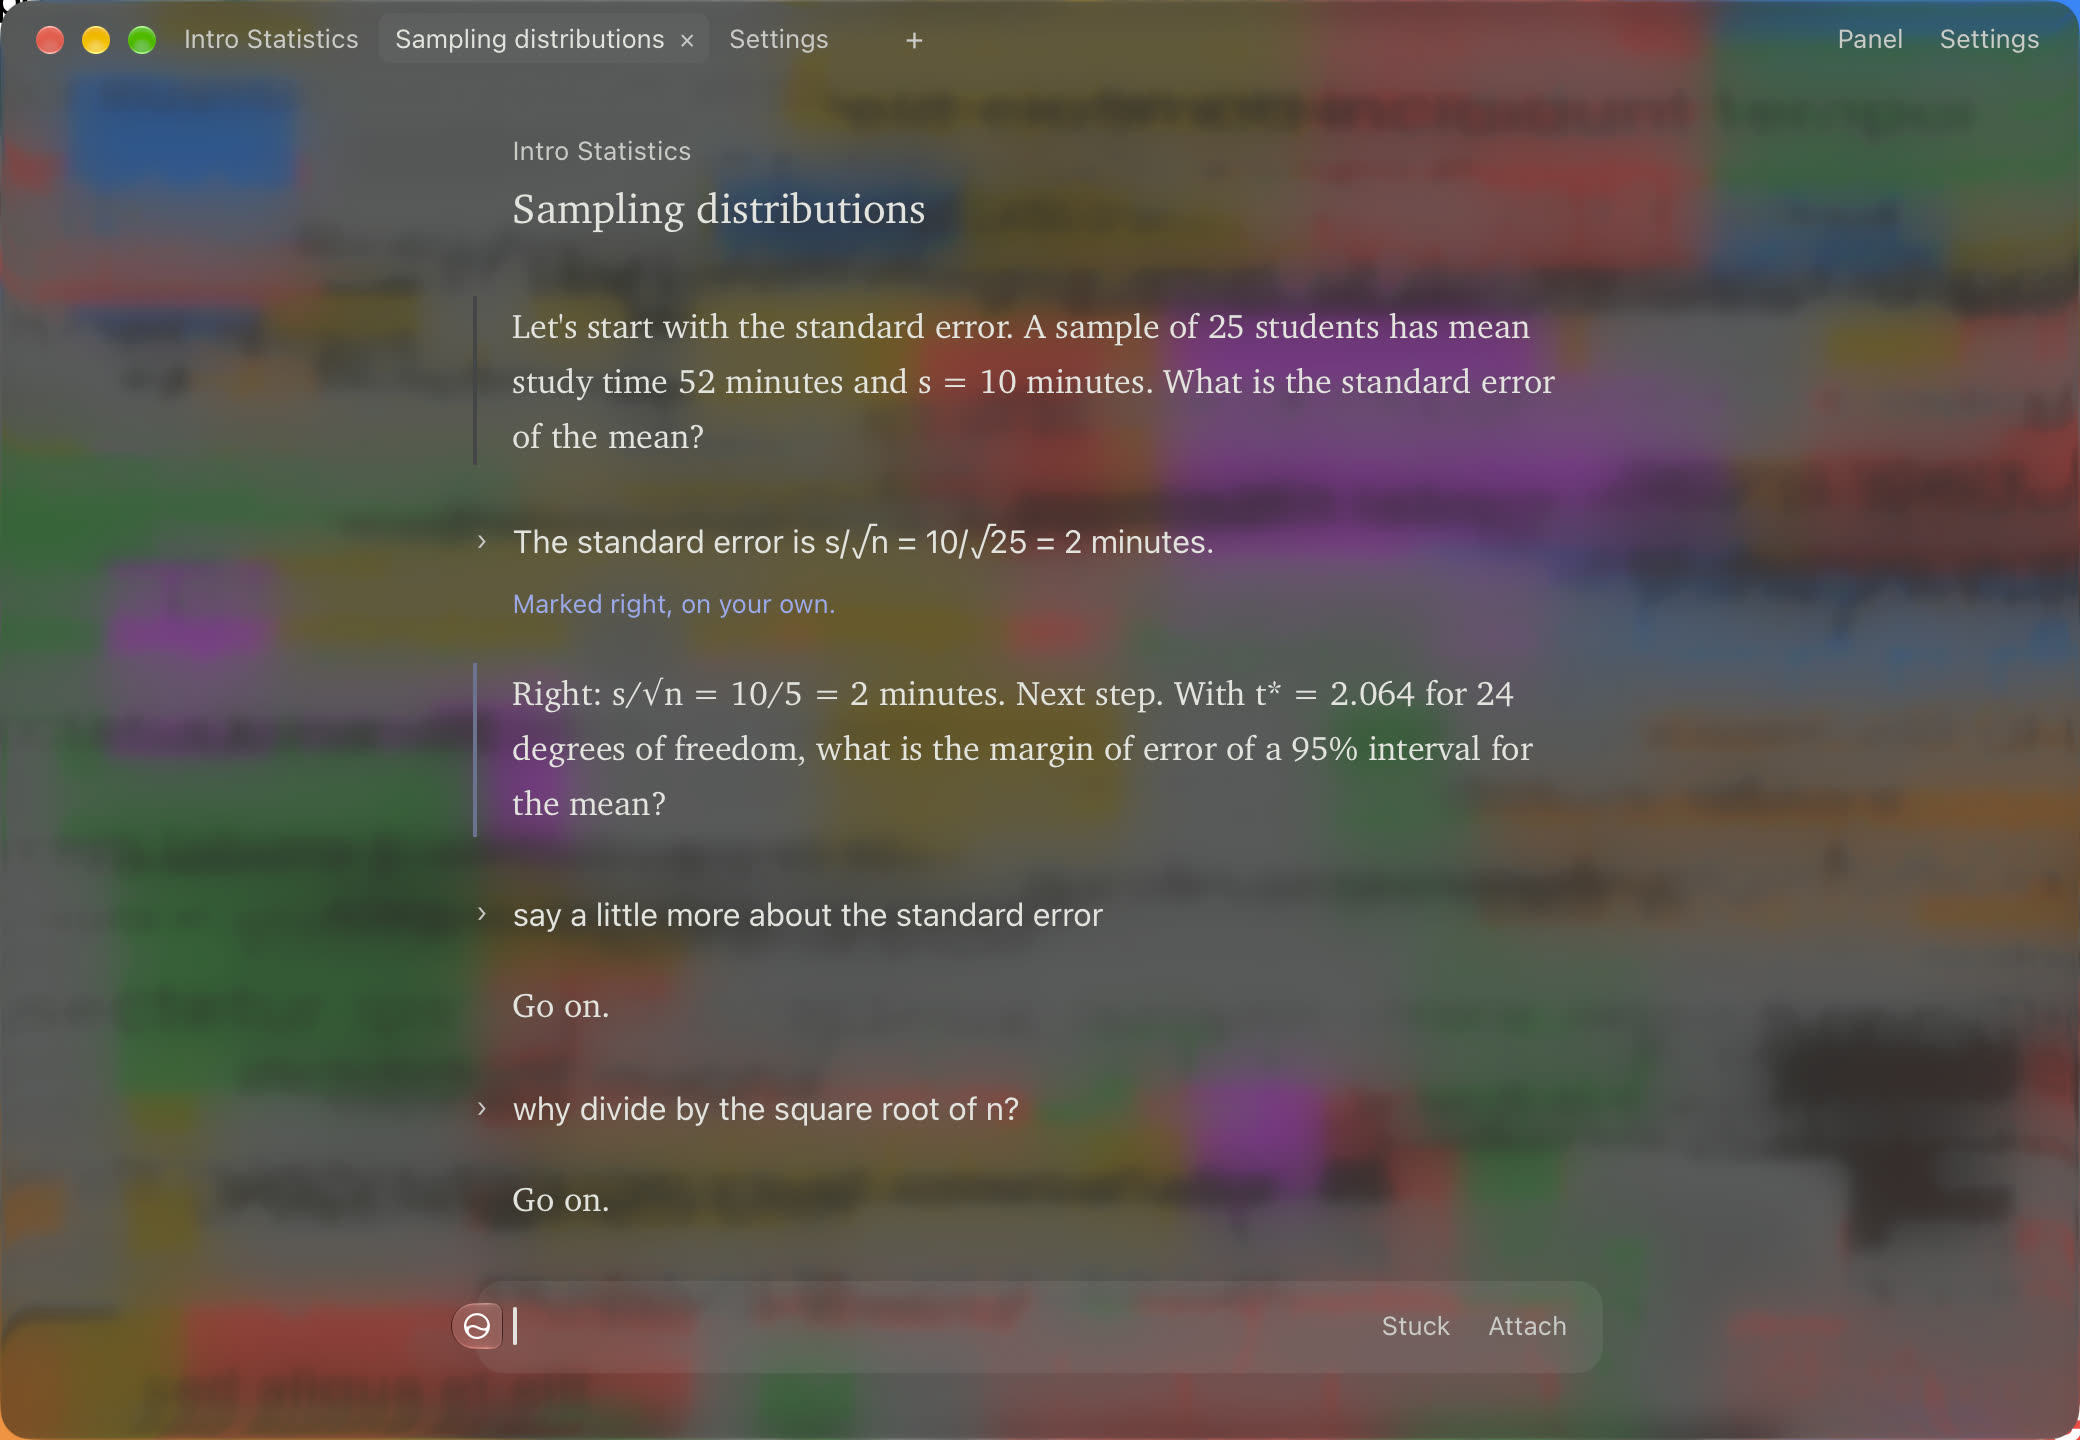 Intro Statistics
Sampling distributions ×
Settings
+
Panel
Settings
Intro Statistics
Sampling distributions
Let's start with the standard error. A sample of 25 students has mean
study time 52 minutes and s = 10 minutes. What is the standard error
of the mean?
› The standard error is s/√n = 10/√25 = 2 minutes.
Marked right, on your own.
Right: s/√n = 10/5 = 2 minutes. Next step. With t* = 2.064 for 24
degrees of freedom, what is the margin of error of a 95% interval for
the mean?
› say a little more about the standard error
Go on.
› why divide by the square root of n?
Go on.
Stuck
Attach